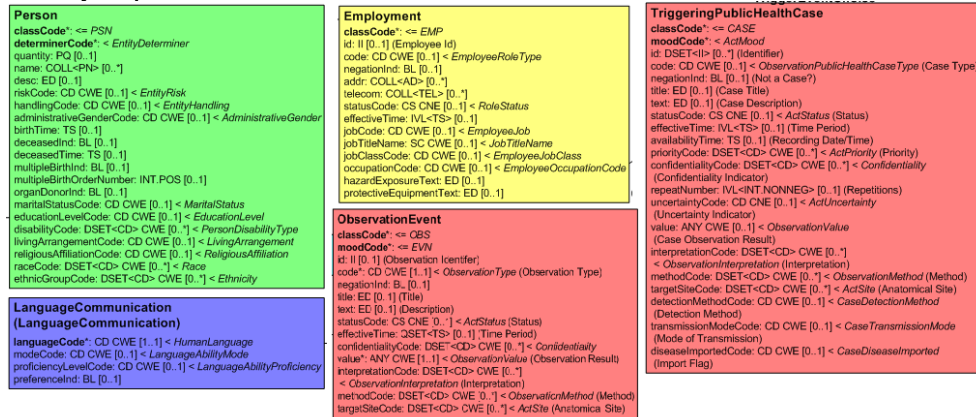 Person
classCode*: <= PSN
determinerCode*: < EntityDeterminer
quantity: PQ [0..1]
name: COLL<PN> [0..*]
desc: ED [0..1]
riskCode: CD CWE [0..1] < EntityRisk
handlingCode: CD CWE [0..1] < EntityHandling
administrativeGenderCode: CD CWE [0..1] < AdministrativeGender
birthTime: TS [0..1]
deceasedInd: BL [0..1]
deceasedTime: TS [0..1]
multipleBirthInd: BL [0..1]
multipleBirthOrderNumber: INT.POS [0..1]
organDonorInd: BL [0..1]
maritalStatusCode: CD CWE [0..1] < MaritalStatus
educationLevelCode: CD CWE [0..1] < EducationLevel
disabilityCode: DSET<CD> CWE [0..*] < PersonDisabilityType
livingArrangementCode: CD CWE [0..1] < LivingArrangement
religiousAffiliationCode: CD CWE [0..1] < ReligiousAffiliation
raceCode: DSET<CD> CWE [0..*] < Race
ethnicGroupCode: DSET<CD> CWE [0..*] < Ethnicity
LanguageCommunication
(LanguageCommunication)
languageCode*: CD CWE [1..1] < HumanLanguage
modeCode: CD CWE [0..1] < LanguageAbilityMode
proficiencyLevelCode: CD CWE [0..1] < LanguageAbilityProficiency
preferenceInd: BL [0..1]
Employment
classCode*: <= EMP
id: II [0..1] (Employee Id)
code: CD CWE [0..1] < EmployeeRoleType
negationInd: BL [0..1]
addr: COLL<AD> [0..*]
telecom: COLL<TEL> [0..*]
statusCode: CS CNE [0..1] < RoleStatus
effectiveTime: IVL<TS> [0..1]
jobCode: CD CWE [0..1] < EmployeeJob
jobTitleName: SC CWE [0..1] < JobTitleName
jobClassCode: CD CWE [0..1] < EmployeeJobClass
occupationCode: CD CWE [0..1] < EmployeeOccupationCode
hazardExposureText: ED [0..1]
protectiveEquipmentText: ED [0..1]
ObservationEvent
classCode*: <= OBS
moodCode*: <= EVN
id: II [0..1] (Observation Icentifer)
code*: CD CWE [1..1] < ObservationType (Observation Type)
negationInd: BL [0..1]
title: ED [0..1] (Title)
text: ED [0..1] (Description)
statusCode: CS CNE [0..1] < ActStatus (Status)
effectiveTime: QSET<TS> [0..1] (Time Period)
confidentialityCode: DSET<CD> CWE [0..*] < Confidentiality
value*: ANY CWE [1..1] < ObservationValue (Observation Result)
interpretationCode: DSET<CD> CWE [0..*]
< ObservationInterpretation (Interpretation)
methodCode: DSET<CD> CWE [0..*] < ObservationMethod (Method)
targetSiteCode: DSET<CD> CWE [0..*] < ActSite (Anatomical Site)
TriggeringPublicHealthCase
classCode*: <= CASE
moodCode*: < ActMood
id: DSET<II> [0..*] (Identifier)
code: CD CWE [0..1] < ObservationPublicHealthCaseType (Case Type)
negationInd: BL [0..1] (Not a Case?)
title: ED [0..1] (Case Title)
text: ED [0..1] (Case Description)
statusCode: CS CNE [0..1] < ActStatus (Status)
effectiveTime: IVL<TS> [0..1] (Time Period)
availabilityTime: TS [0..1] (Recording Date/Time)
priorityCode: DSET<CD> CWE [0..*] < ActPriority (Priority)
confidentialityCode: DSET<CD> CWE [0..*] < Confidentiality
(Confidentiality Indicator)
repeatNumber: IVL<INT.NONNEG> [0..1] (Repetitions)
uncertaintyCode: CD CNE [0..1] < ActUncertainty
(Uncertainty Indicator)
value: ANY CWE [0..1] < ObservationValue
(Case Observation Result)
interpretationCode: DSET<CD> CWE [0..*]
< ObservationInterpretation (Interpretation)
methodCode: DSET<CD> CWE [0..*] < ObservationMethod (Method)
targetSiteCode: DSET<CD> CWE [0..*] < ActSite (Anatomical Site)
detectionMethodCode: CD CWE [0..1] < CaseDetectionMethod
(Detection Method)
transmissionModeCode: CD CWE [0..1] < CaseTransmissionMode
(Mode of Transmission)
diseaseImportedCode: CD CWE [0..1] < CaseDiseaseImported
(Import Flag)